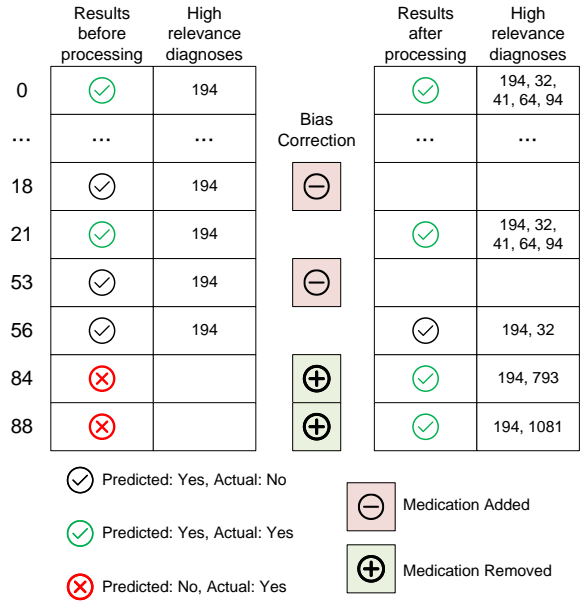 Results before processing
High relevance diagnoses
Bias Correction
Results after processing
High relevance diagnoses
0
194
194, 32,
41, 64, 94
...
...
...
...
...
18
194
21
194
194, 32,
41, 64, 94
53
194
56
194
194, 32
84
194, 793
88
194, 1081
Predicted: Yes, Actual: No
Predicted: Yes, Actual: Yes
Predicted: No, Actual: Yes
Medication Added
Medication Removed